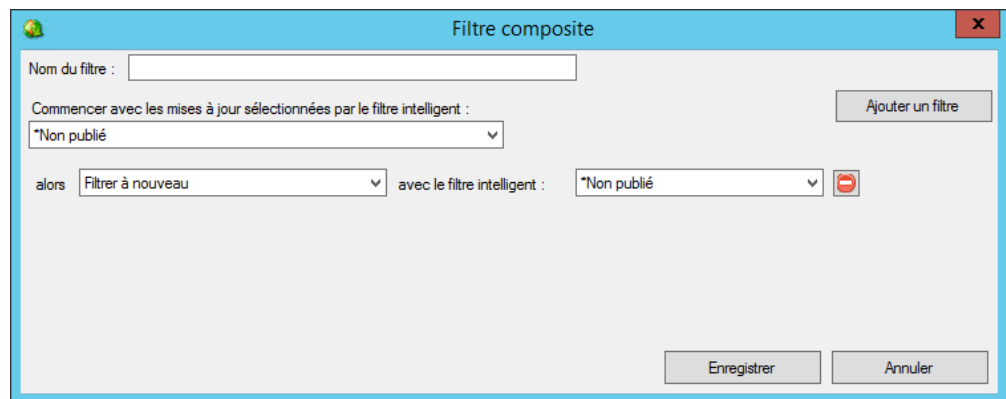 Filtre composite
x
Nom du filtre :
Commencer avec les mises à jour sélectionnées par le filtre intelligent :
Ajouter un filtre
*Non publié
alors Filtrer à nouveau avec le filtre intelligent : *Non publié
Enregistrer Annuler